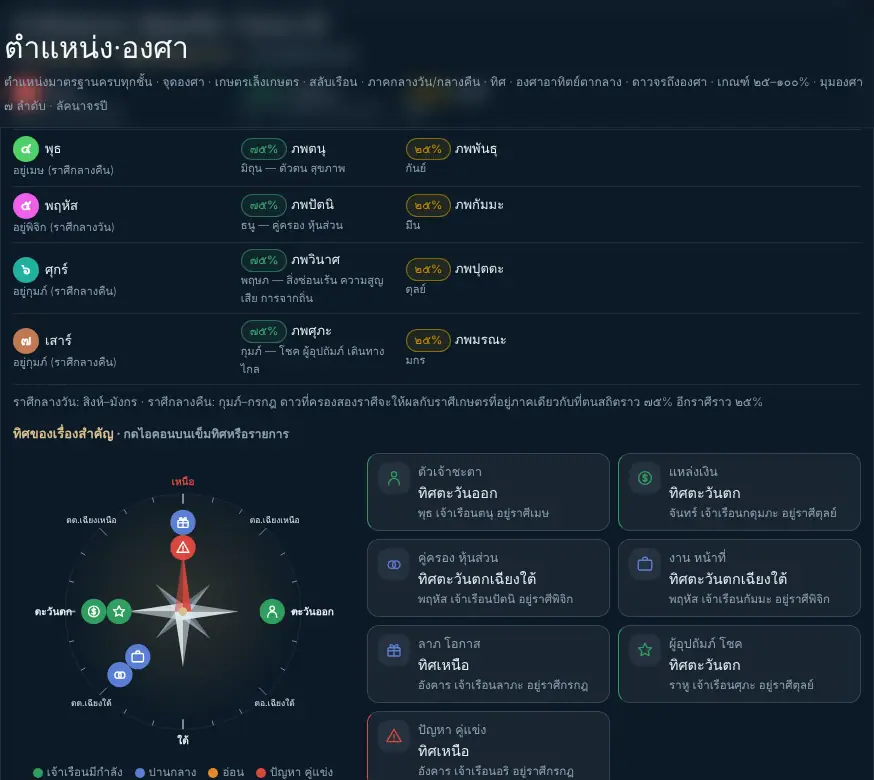 ตำแหน่ง·องศา
ตำแหน่งมาตรฐานครบทุกชั้น · จุดองศา · เกษตรเล็งเกษตร · สลับเรือน · ภาคกลางวัน/กลางคืน · ทิศ · องศาอาทิตย์ตากลาง · ดาวจรถึงองศา · เกณฑ์ ๒๕–๑๐๐% · มุมองศา
๗ ลำดับ · ลัคนาจรปี
๔ พุธ
อยู่เมษ (ราศีกลางคืน)
๗๕% ภพตนุ
มิถุน — ตัวตน สุขภาพ
๒๕% ภพพันธุ
กันย์
๕ พฤหัส
อยู่พิจิก (ราศีกลางวัน)
๗๕% ภพปัตนิ
ธนู — คู่ครอง หุ้นส่วน
๒๕% ภพกัมมะ
มีน
๖ ศุกร์
อยู่กุมภ์ (ราศีกลางคืน)
๗๕% ภพวินาศ
พฤษภ — สิ่งซ่อนเร้น ความสูญ
เสีย การจากถิ่น
๒๕% ภพปุตตะ
ตุลย์
๗ เสาร์
อยู่กุมภ์ (ราศีกลางคืน)
๗๕% ภพศุภะ
กุมภ์ — โชค ผู้อุปถัมภ์ เดินทาง
ไกล
๒๕% ภพมรณะ
มกร
ราศีกลางวัน: สิงห์–มังกร · ราศีกลางคืน: กุมภ์–กรกฎ ดาวที่ครองสองราศีจะให้ผลกับราศีเกษตรที่อยู่ภาคเดียวกับที่ตนสถิตราว ๗๕% อีกราศีราว ๒๕%
ทิศของเรื่องสำคัญ · กดไอคอนบนเข็มทิศหรือรายการ
เหนือ
ตต.เฉียงเหนือ
ตอ.เฉียงเหนือ
ตะวันตก
ตะวันออก
ตต.เฉียงใต้
ตอ.เฉียงใต้
ใต้
เจ้าเรือนมีกำลัง
ปานกลาง
อ่อน
ปัญหา คู่แข่ง
ตัวเจ้าชะตา
ทิศตะวันออก
พุธ เจ้าเรือนตนุ อยู่ราศีเมษ
แหล่งเงิน
ทิศตะวันตก
จันทร์ เจ้าเรือนกดุมภะ อยู่ราศีตุลย์
คู่ครอง หุ้นส่วน
ทิศตะวันตกเฉียงใต้
พฤหัส เจ้าเรือนปัตนิ อยู่ราศีพิจิก
งาน หน้าที่
ทิศตะวันตกเฉียงใต้
พฤหัส เจ้าเรือนกัมมะ อยู่ราศีพิจิก
ลาภ โอกาส
ทิศเหนือ
อังคาร เจ้าเรือนลาภะ อยู่ราศีกรกฎ
ผู้อุปถัมภ์ โชค
ทิศตะวันตก
ราหู เจ้าเรือนศุภะ อยู่ราศีตุลย์
ปัญหา คู่แข่ง
ทิศเหนือ
อังคาร เจ้าเรือนอริ อยู่ราศีกรกฎ